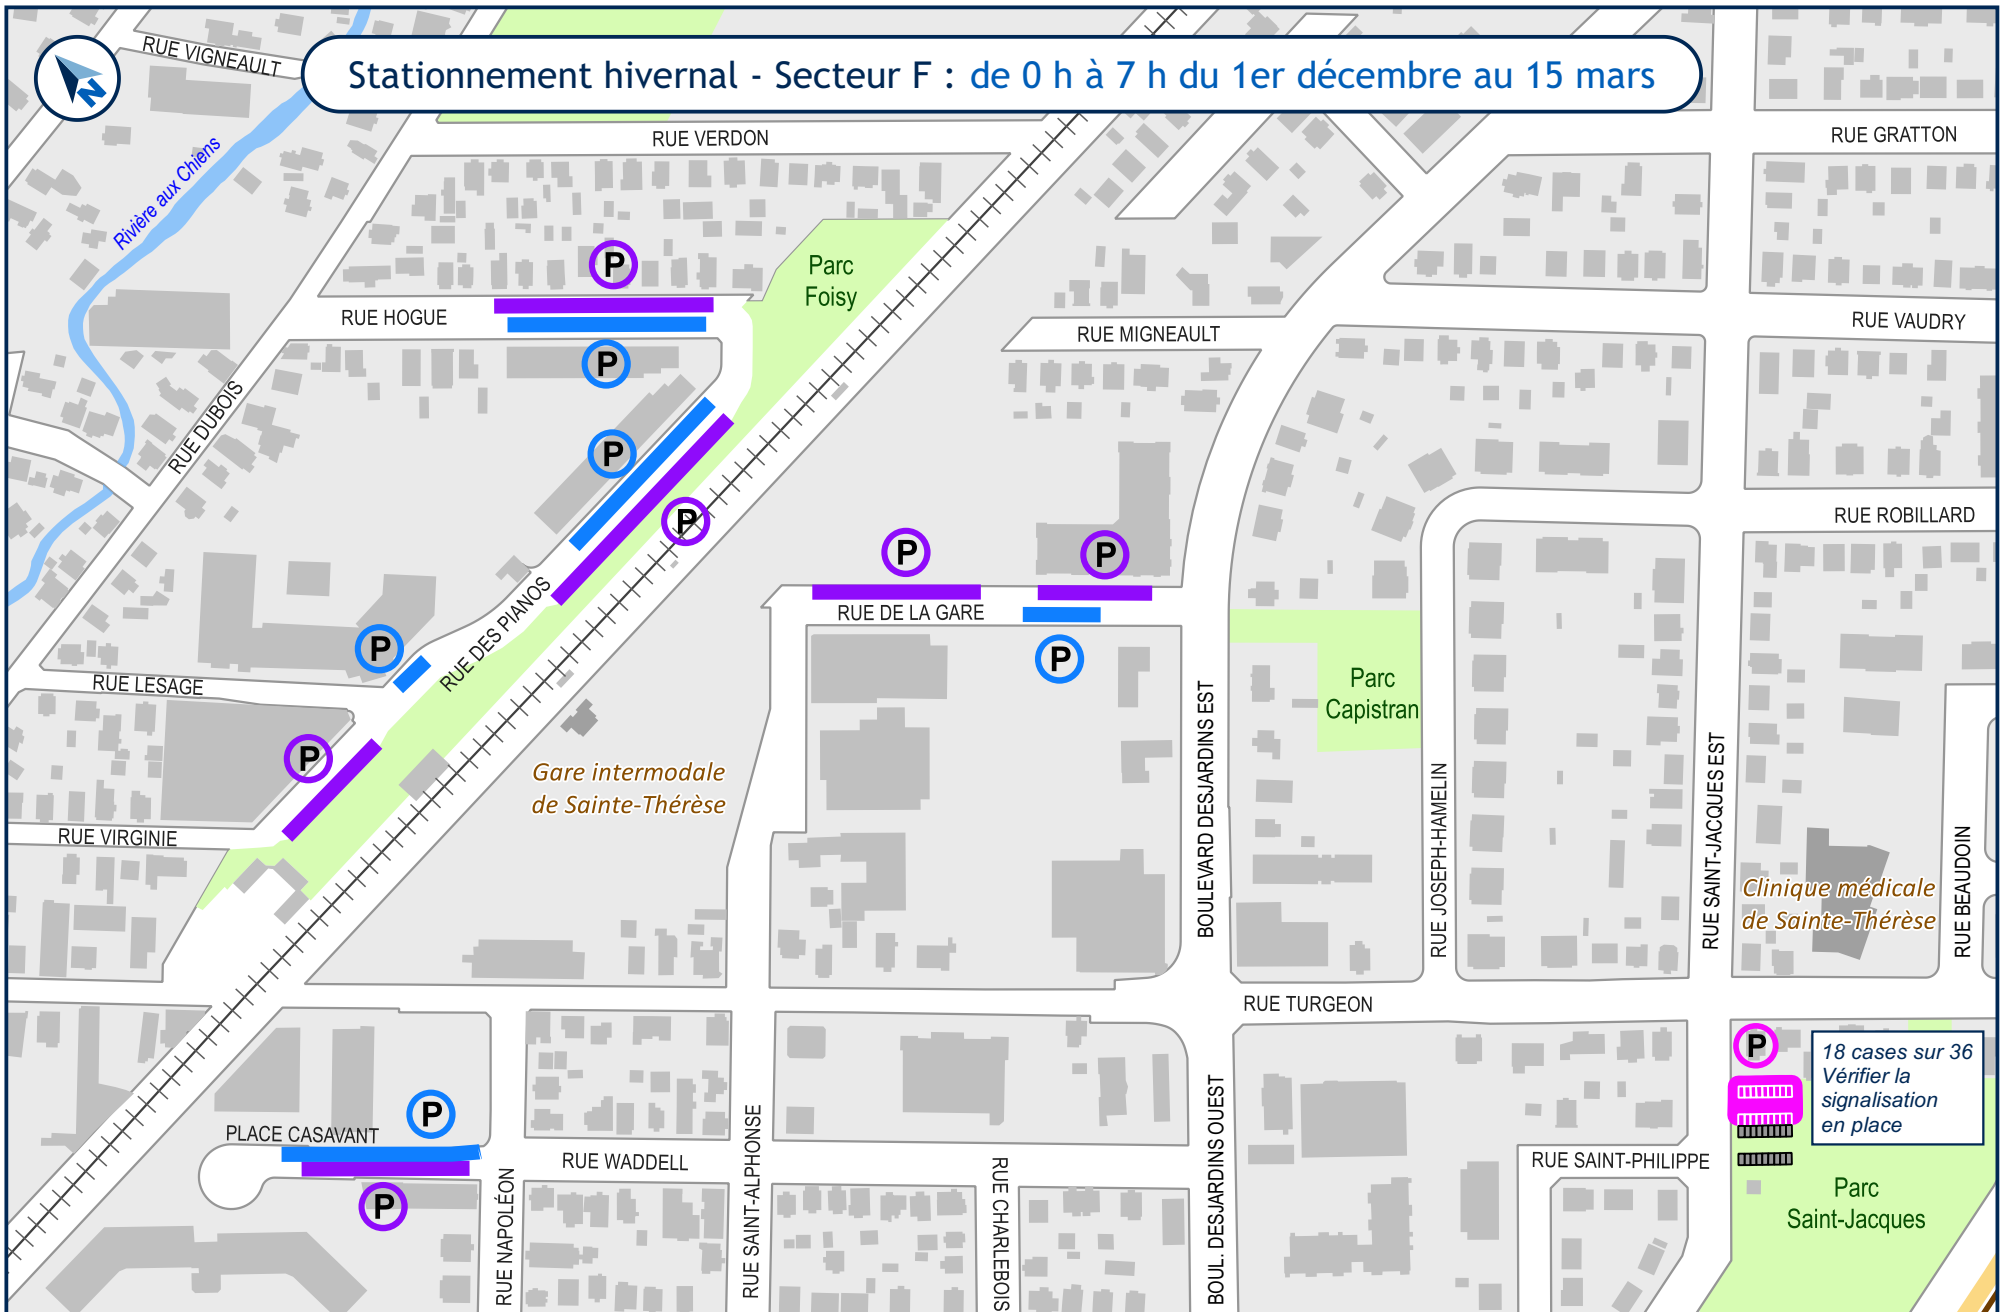 Stationnement hivernal - Secteur F : de 0 h à 7 h du 1er décembre au 15 mars
N
RUE VIGNEAULT
Rivière aux Chiens
RUE VERDON
RUE GRATTON
P
Parc
Foisy
RUE HOGUE
P
RUE MIGNEAULT
RUE VAUDRY
RUE DUBOIS
P
P
RUE ROBILLARD
P
P
RUE DE LA GARE
P
RUE DES PIANOS
P
RUE LESAGE
Parc
Capistran
P
Gare intermodale
de Sainte-Thérèse
BOULEVARD DESJARDINS EST
RUE JOSEPH-HAMELIN
RUE SAINT-JACQUES EST
RUE VIRGINIE
Clinique médicale
de Sainte-Thérèse
RUE BEAUDOIN
RUE TURGEON
P
18 cases sur 36
Vérifier la
signalisation
en place
P
PLACE CASAVANT
P
RUE NAPOLÉON
RUE WADDELL
RUE SAINT-ALPHONSE
RUE CHARLEBOIS
BOUL. DESJARDINS OUEST
RUE SAINT-PHILIPPE
Parc
Saint-Jacques